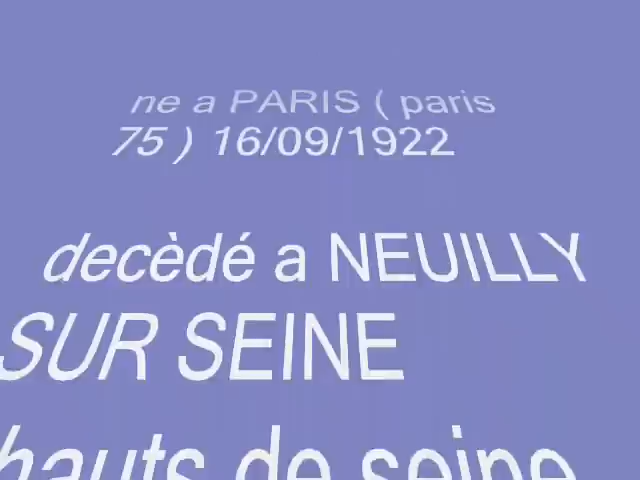 ne a PARIS ( paris
75 ) 16/09/1922
decèdé a NEUILLY
SUR SEINE
hauts de seine